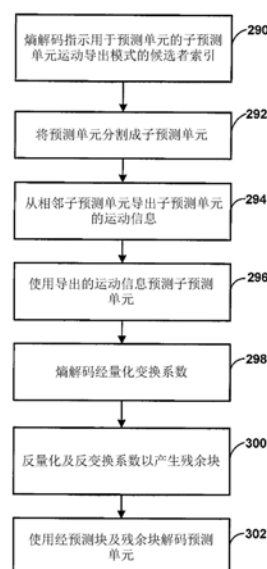 熵解码指示用于预测单元的子预测
单元运动导出模式的候选者索引
290
将预测单元分割成子预测单元
292
从相邻子预测单元导出子预测单元
的运动信息
294
使用导出的运动信息预测子预测
单元
296
熵解码经量化变换系数
298
反量化及反变换系数以产生残余块
300
使用经预测块及残余块解码预测
单元
302